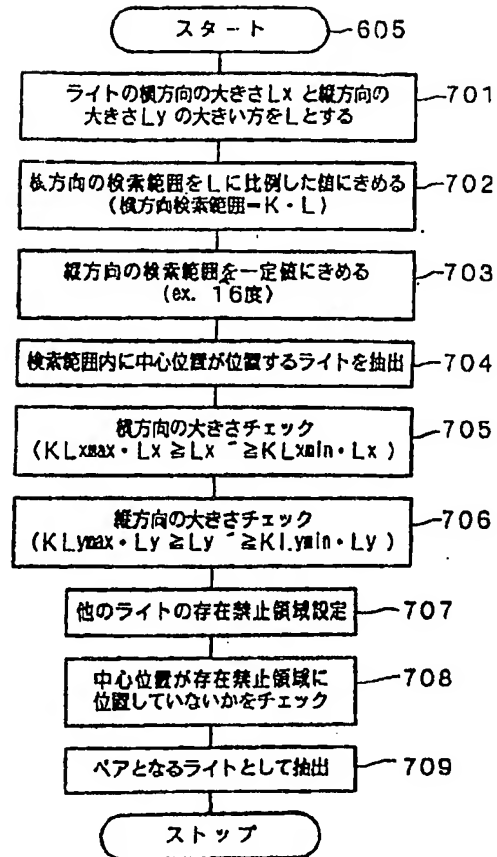 スタート 605
ライトの横方向の大きさLxと縦方向の 701
大きさLyの大きい方をLとする
横方向の検索範囲をLに比例した値にきめる 702
(横方向検索範囲=K・L)
縦方向の検索範囲を一定値にきめる 703
(ex. 16度)
検索範囲内に中心位置が位置するライトを抽出 704
横方向の大きさチェック 705
(KLxmax・Lx≧Lx´≧KLxmin・Lx)
縦方向の大きさチェック 706
(KLymax・Ly≧Ly´≧KLymin・Ly)
他のライトの存在禁止領域設定 707
中心位置が存在禁止領域に 708
位置していないかをチェック
ペアとなるライトとして抽出 709
ストップ